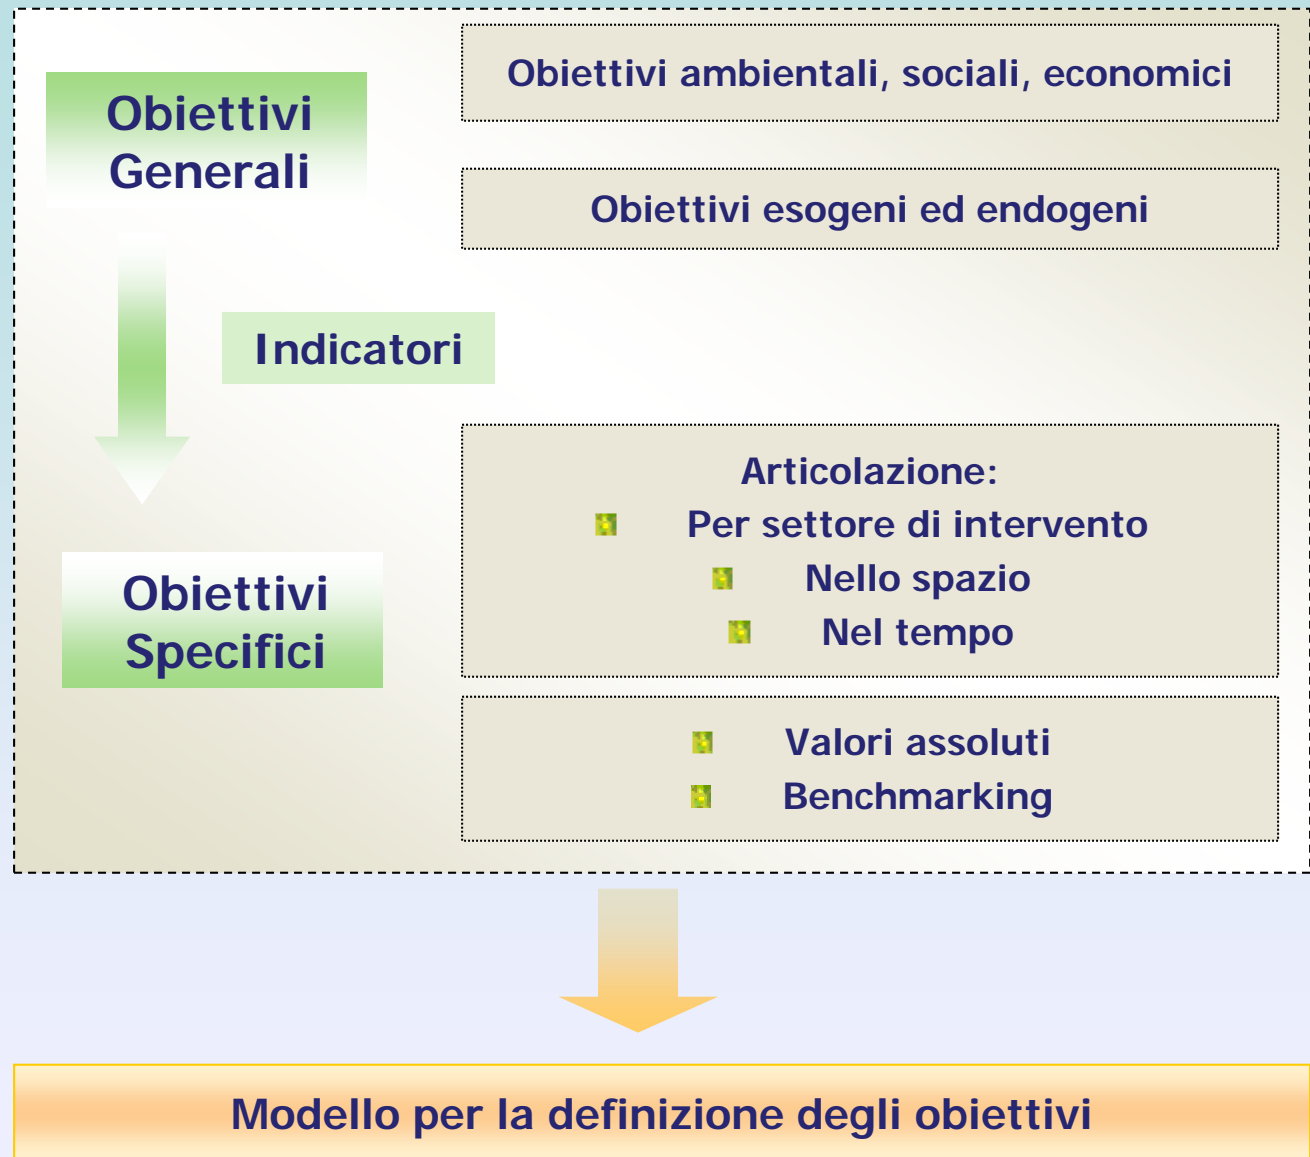 Obiettivi
Generali
Obiettivi ambientali, sociali, economici
Obiettivi esogeni ed endogeni
Indicatori
Obiettivi
Specifici
Articolazione:
Per settore di intervento
Nello spazio
Nel tempo
Valori assoluti
Benchmarking
Modello per la definizione degli obiettivi